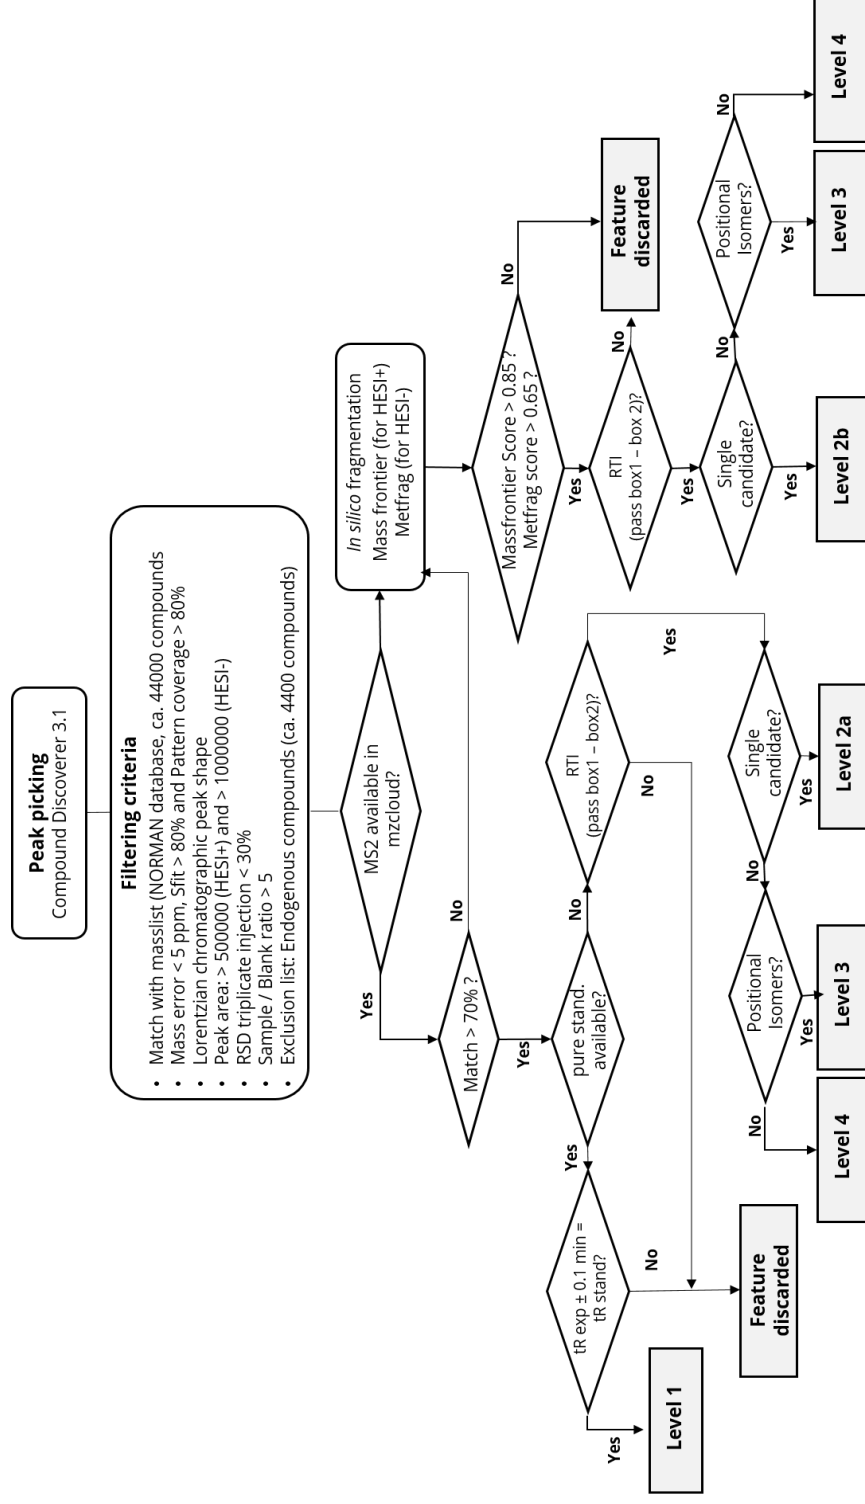 Peak picking
Compound Discoverer 3.1
Filtering criteria
• Match with masslist (NORMAN database, ca. 44000 compounds
• Mass error < 5 ppm, Sfit > 80% and Pattern coverage > 80%
• Lorentzian chromatographic peak shape
• Peak area: > 500000 (HESI+) and > 1000000 (HESI-)
• RSD triplicate injection < 30%
• Sample / Blank ratio > 5
• Exclusion list: Endogenous compounds (ca. 4400 compounds)
MS2 available in
mzcloud?
Yes
In silico fragmentation
Mass frontier (for HESI+)
Metfrag (for HESI-)
Match > 70% ?
No
Yes
Massfrontier Score > 0.85 ?
Metfrag score > 0.65 ?
No
Yes
pure stand.
available?
Yes
No
tR exp ± 0.1 min =
tR stand?
Yes
No
RTI
(pass box1 – box2)?
No
Yes
RTI
(pass box1 – box 2)?
No
Yes
Feature
discarded
Level 1
Feature
discarded
Single
candidate?
No
Yes
Positional
Isomers?
No
Yes
Single
candidate?
No
Yes
Positional
Isomers?
No
Yes
Level 4
Level 3
Level 2a
Level 2b
Level 3
Level 4